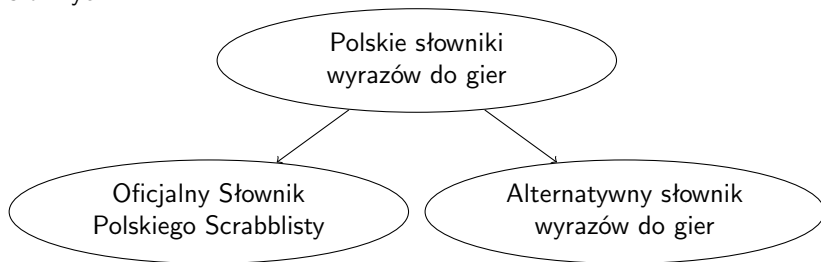 Polskie słowniki
wyrazów do gier
Oficjalny Słownik
Polskiego Scrabblisty
Alternatywny słownik
wyrazów do gier